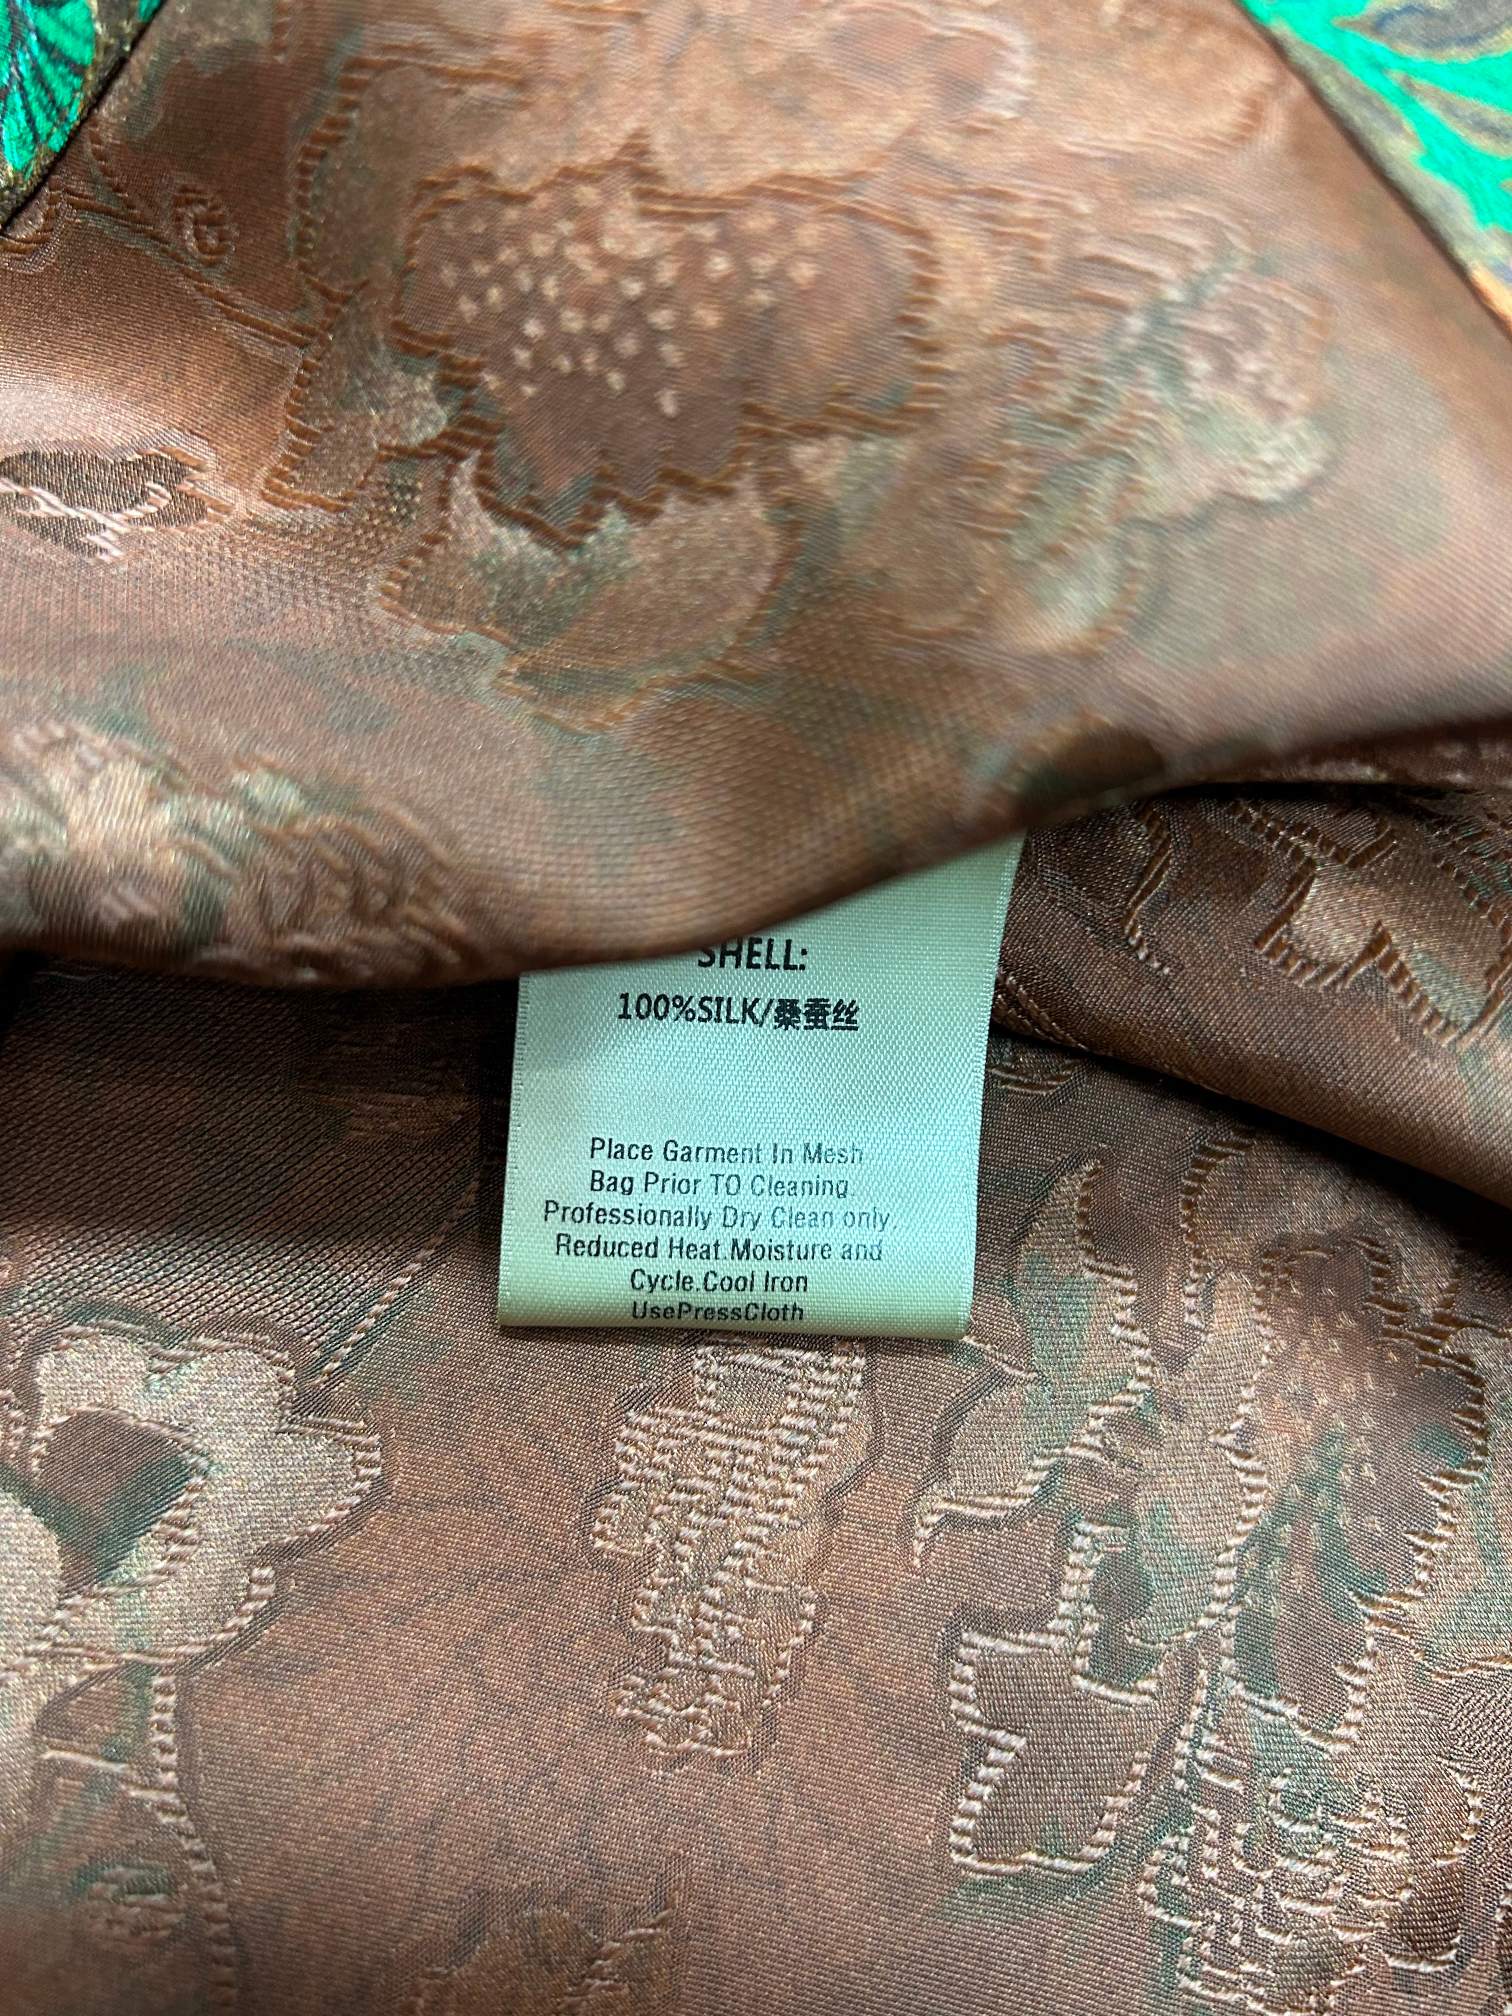 SHELL:
100%SILK/桑蚕丝
Place Garment In Mesh
Bag Prior TO Cleaning.
Professionally Dry Clean only.
Reduced Heat.Moisture and
Cycle.Cool Iron
UsePressCloth